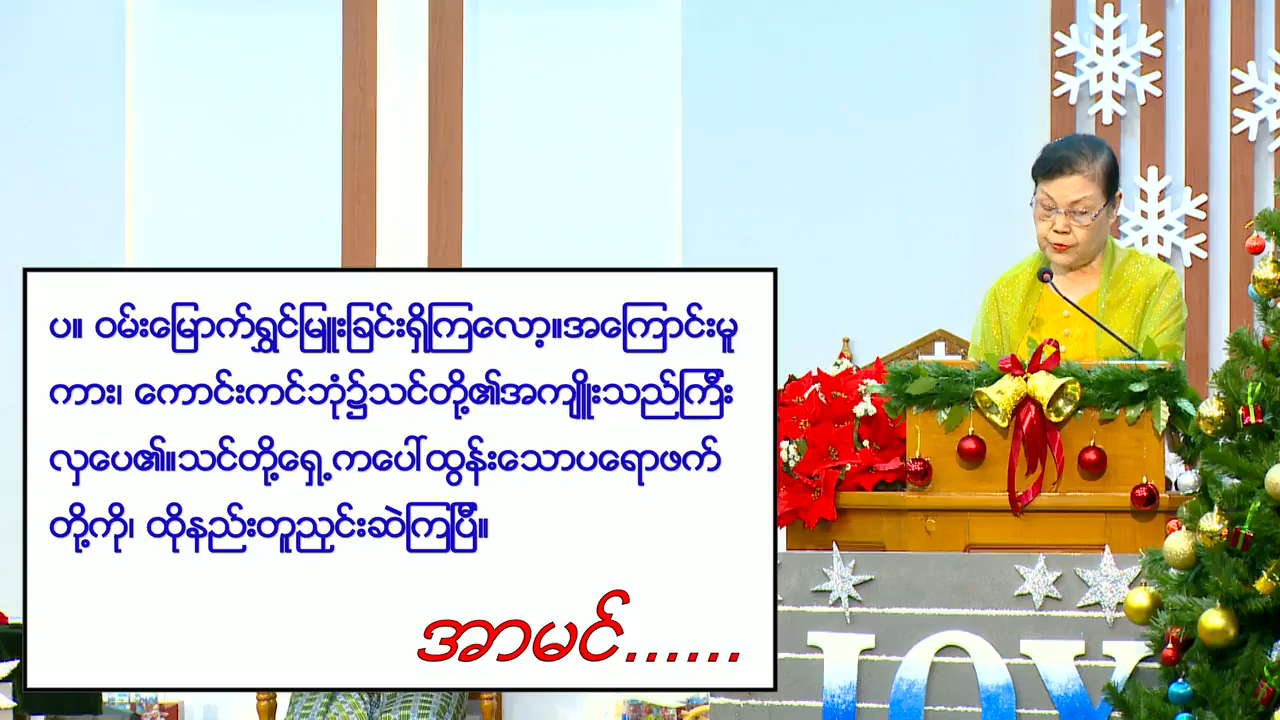 ပ။ ဝမ်းမြောက်ရွှင်မြူးခြင်းရှိကြလော့။အကြောင်းမူ
ကား၊ ကောင်းကင်ဘုံ၌သင်တို့၏အကျိုးသည်ကြီး
လှပေ၏။သင်တို့ရှေ့ကပေါ်ထွန်းသောပရောဖက်
တို့ကို၊ ထိုနည်းတူညှင်းဆဲကြပြီ။
အာမင်......
JOY